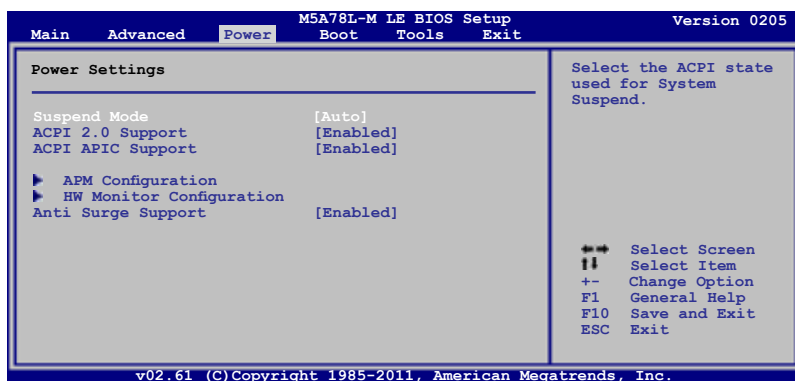 M5A78L-M LE BIOS Setup Version 0205
Main Advanced Power Boot Tools Exit
Power Settings
Suspend Mode [Auto]
ACPI 2.0 Support [Enabled]
ACPI APIC Support [Enabled]
APM Configuration
HW Monitor Configuration
Anti Surge Support [Enabled]
Select the ACPI state
used for System
Suspend.
Select Screen
Select Item
+- Change Option
F1 General Help
F10 Save and Exit
ESC Exit
v02.61 (C)Copyright 1985-2011, American Megatrends, Inc.